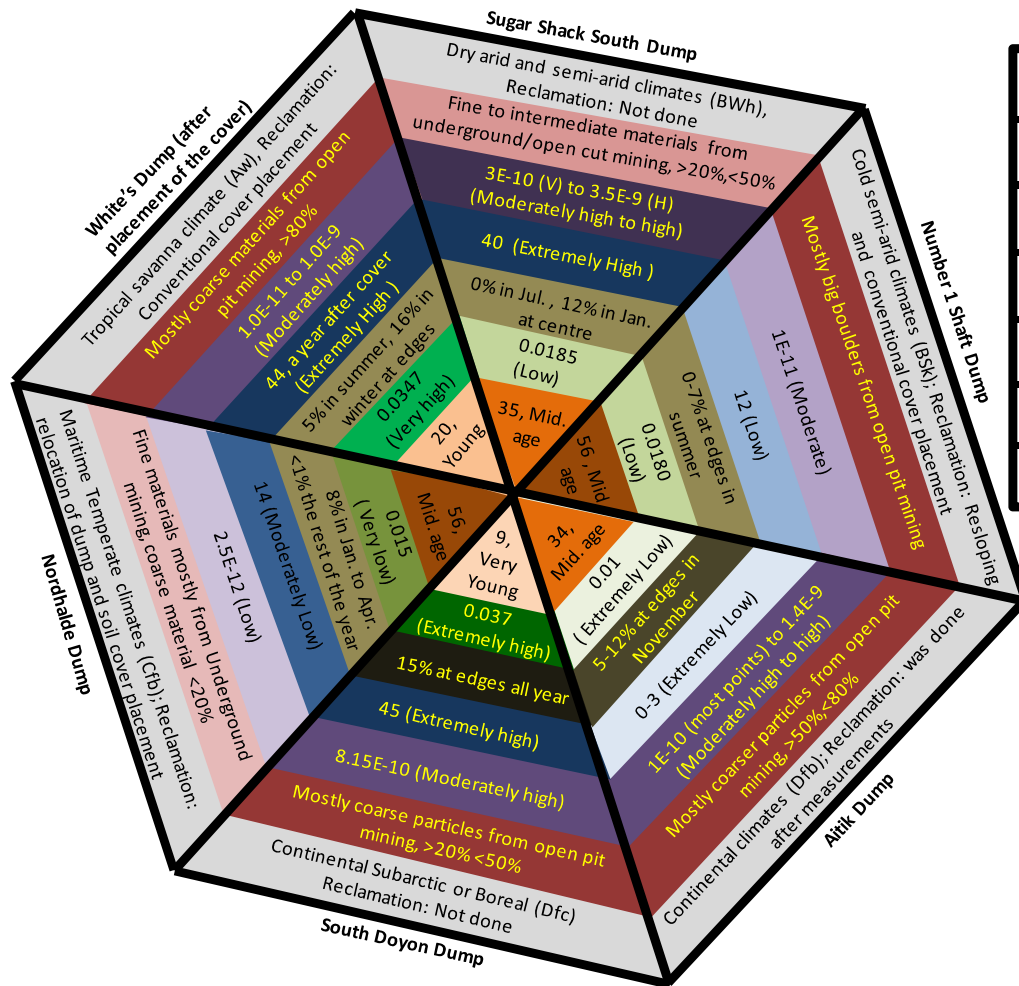 Sugar Shack South Dump
Dry arid and semi-arid climates (BWh),
Reclamation: Not done
Fine to intermediate materials from
underground/open cut mining, >20%,<50%
3E-10 (V) to 3.5E-9 (H)
(Moderately high to high)
40 (Extremely High )
0% in Jul. , 12% in Jan.
at centre
0.0185
(Low)
35, Mid.
age
Number 1 Shaft Dump
Cold semi-arid climates (BSk); Reclamation: Resloping
and conventional cover placement
Mostly big boulders from open pit mining
1E-11 (Moderate)
12 (Low)
0-7% at edges in
summer
0.0180
(Low)
56 , Mid.
age
Aitik Dump
Continental climates (Dfb); Reclamation: was done
after measurements
Mostly coarser particles from open pit
mining, >50%,<80%
1E-10 (most points) to 1.4E-9
(Moderately high to high)
0-3 (Extremely Low)
5-12% at edges in
November
0.01
( Extremely Low)
34,
Mid. age
South Doyon Dump
Continental Subarctic or Boreal (Dfc)
Reclamation: Not done
Mostly coarse particles from open pit
mining, >20% <50%
8.15E-10 (Moderately high)
45 (Extremely high)
15% at edges all year
0.037
(Extremely high)
9,
Very
Young
Nordhalde Dump
Maritime Temperate climates (Cfb); Reclamation:
relocation of dump and soil cover placement
Fine materials mostly from Underground
mining, coarse material <20%
2.5E-12 (Low)
14 (Moderately Low)
8% in Jan. to Apr.
<1% the rest of the year
0.015
(Very low)
56,
Mid. age
White's Dump (after
placement of the cover)
Tropical savanna climate (Aw), Reclamation:
Conventional cover placement
Mostly coarse materials from open
pit mining, >80%
1.0E-11 to 1.0E-9
(Moderately high)
44, a year after cover
(Extremely High )
5% in summer, 16% in
winter at edges
0.0347
(Very high)
20,
Young